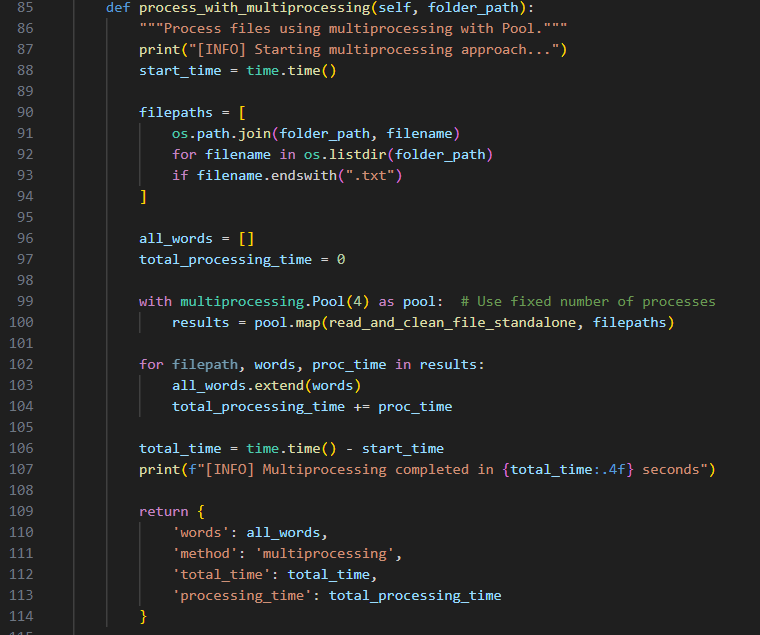 85 def process_with_multiprocessing(self, folder_path):
86 """Process files using multiprocessing with Pool."""
87 print("[INFO] Starting multiprocessing approach...")
88 start_time = time.time()
89
90 filepaths = [
91 os.path.join(folder_path, filename)
92 for filename in os.listdir(folder_path)
93 if filename.endswith(".txt")
94 ]
95
96 all_words = []
97 total_processing_time = 0
98
99 with multiprocessing.Pool(4) as pool:  # Use fixed number of processes
100 results = pool.map(read_and_clean_file_standalone, filepaths)
101
102 for filepath, words, proc_time in results:
103 all_words.extend(words)
104 total_processing_time += proc_time
105
106 total_time = time.time() - start_time
107 print(f"[INFO] Multiprocessing completed in {total_time:.4f} seconds")
108
109 return {
110 'words': all_words,
111 'method': 'multiprocessing',
112 'total_time': total_time,
113 'processing_time': total_processing_time
114 }